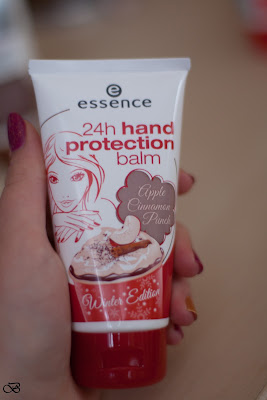 e
essence
24h hand
protection
balm
Apple
Cinnamon
Punch
Winter Edition
B